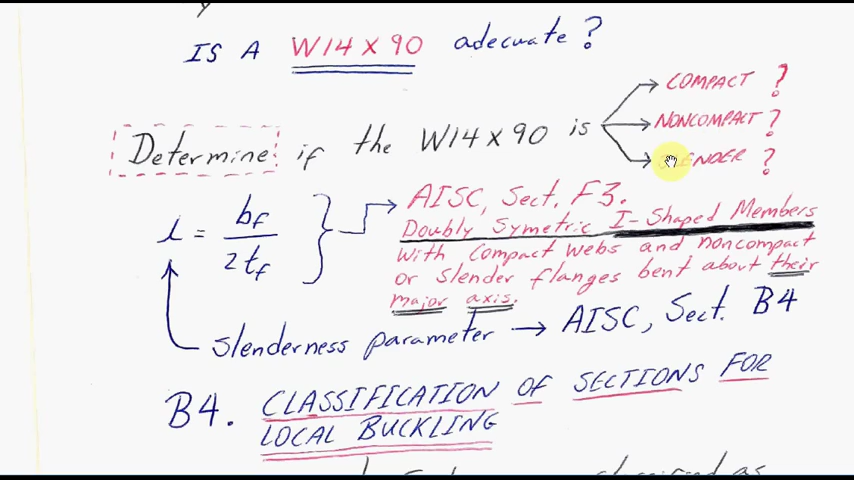 IS A W14 X 90 adequate?
COMPACT ?
Determine if the W14 X 90 is NONCOMPACT ?
?
λ = bf / 2tf
AISC, Sect. F3.
Doubly Symetric I-Shaped Members
With Compact Webs and noncompact
or Slender flanges bent about their
major axis.
Slenderness parameter → AISC, Sect. B4
B4. CLASSIFICATION OF SECTIONS FOR
LOCAL BUCKLING